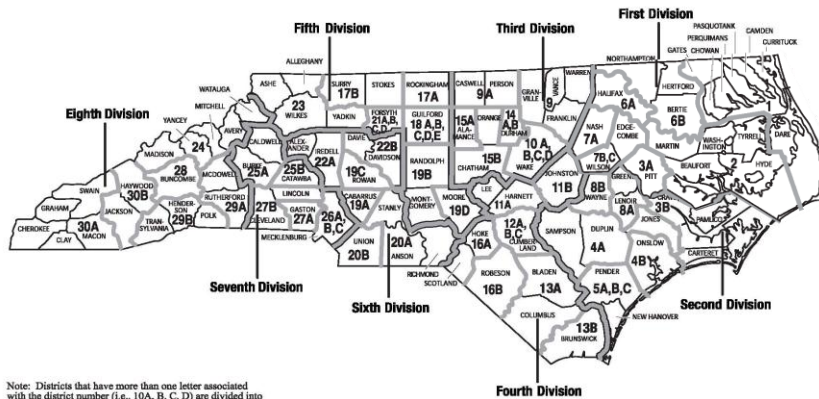 Fifth Division
Third Division
First Division
Eighth Division
Seventh Division
Sixth Division
Fourth Division
Second Division
PASQUOTANK
PERQUIMANS
CAMDEN
CURRITUCK
GATES
CHOWAN
NORTHAMPTON
ALLEGHANY
WATAUGA
MITCHELL
YANCEY
ASHE
SURRY
17B
STOKES
ROCKINGHAM
17A
CASWELL
PERSON
9A
GRAN-
VILLE
VANCE
9
WARREN
HALIFAX
6A
HERTFORD
BERTIE
6B
23
WILKES
YADKIN
FORSYTH
21A,B,
GUILFORD
18 A,B,
C,D,E
15A
ALA-
MANCE
ORANGE
14
A,B
DURHAM
FRANKLIN
NASH
7A
EDGE-
COMBE
MARTIN
WASH-
INGTON
TYRRELL
DARE
24
AVERY
CALDWELL
ALEX-
ANDER
IREDELL
22A
DAVIE
22B
DAVIDSON
RANDOLPH
19B
CHATHAM
15B
10 A,
B,C,D
WAKE
JOHNSTON
11B
7B,C
WILSON
3A
PITT
BEAUFORT
2
HYDE
MADISON
28
BUNCOMBE
MCDOWELL
BURKE
25A
25B
CATAWBA
19C
ROWAN
LEE
HARNETT
11A
8B
WAYNE
GREENE
LENOIR
8A
3B
JONES
PAMLICO
SWAIN
HAYWOOD
30B
GRAHAM
JACKSON
CHEROKEE
30A
CLAY
MACON
TRAN-
SYLVANIA
HENDER-
SON
29B
RUTHERFORD
29A
POLK
27B
CLEVELAND
LINCOLN
GASTON
27A
MECKLENBURG
26A,
B,C
CABARRUS
19A
STANLY
MONT-
GOMERY
MOORE
19D
UNION
20B
20A
ANSON
RICHMOND
SCOTLAND
HOKE
16A
12A,
B,C
CUMBER
LAND
SAMPSON
DUPLIN
4A
ONSLOW
4B
CARTERET
ROBESON
16B
BLADEN
13A
PENDER
5A,B,C
COLUMBUS
13B
BRUNSWICK
NEW HANOVER
Note: Districts that have more than one letter associated
with the district number (i.e., 10A, B, C, D) are divided into